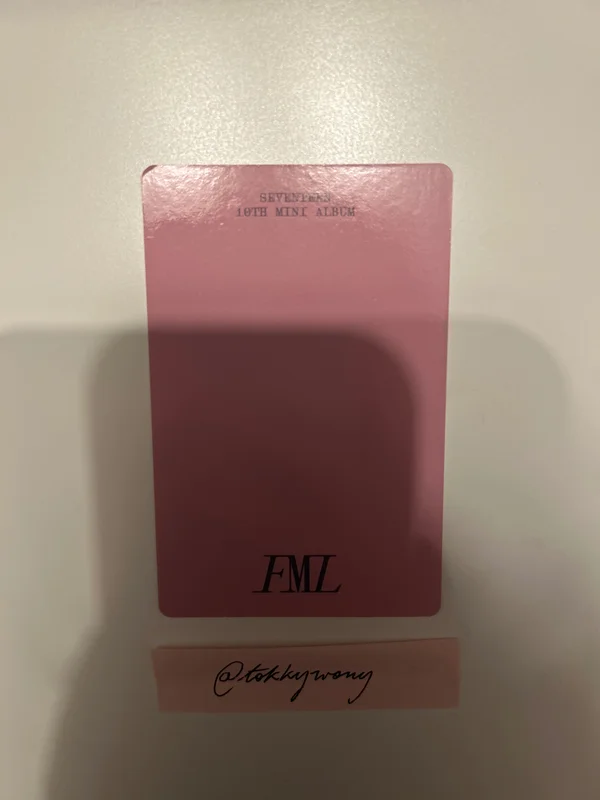 SEVENTEEN
10TH MINI ALBUM
FML
@tokkywony